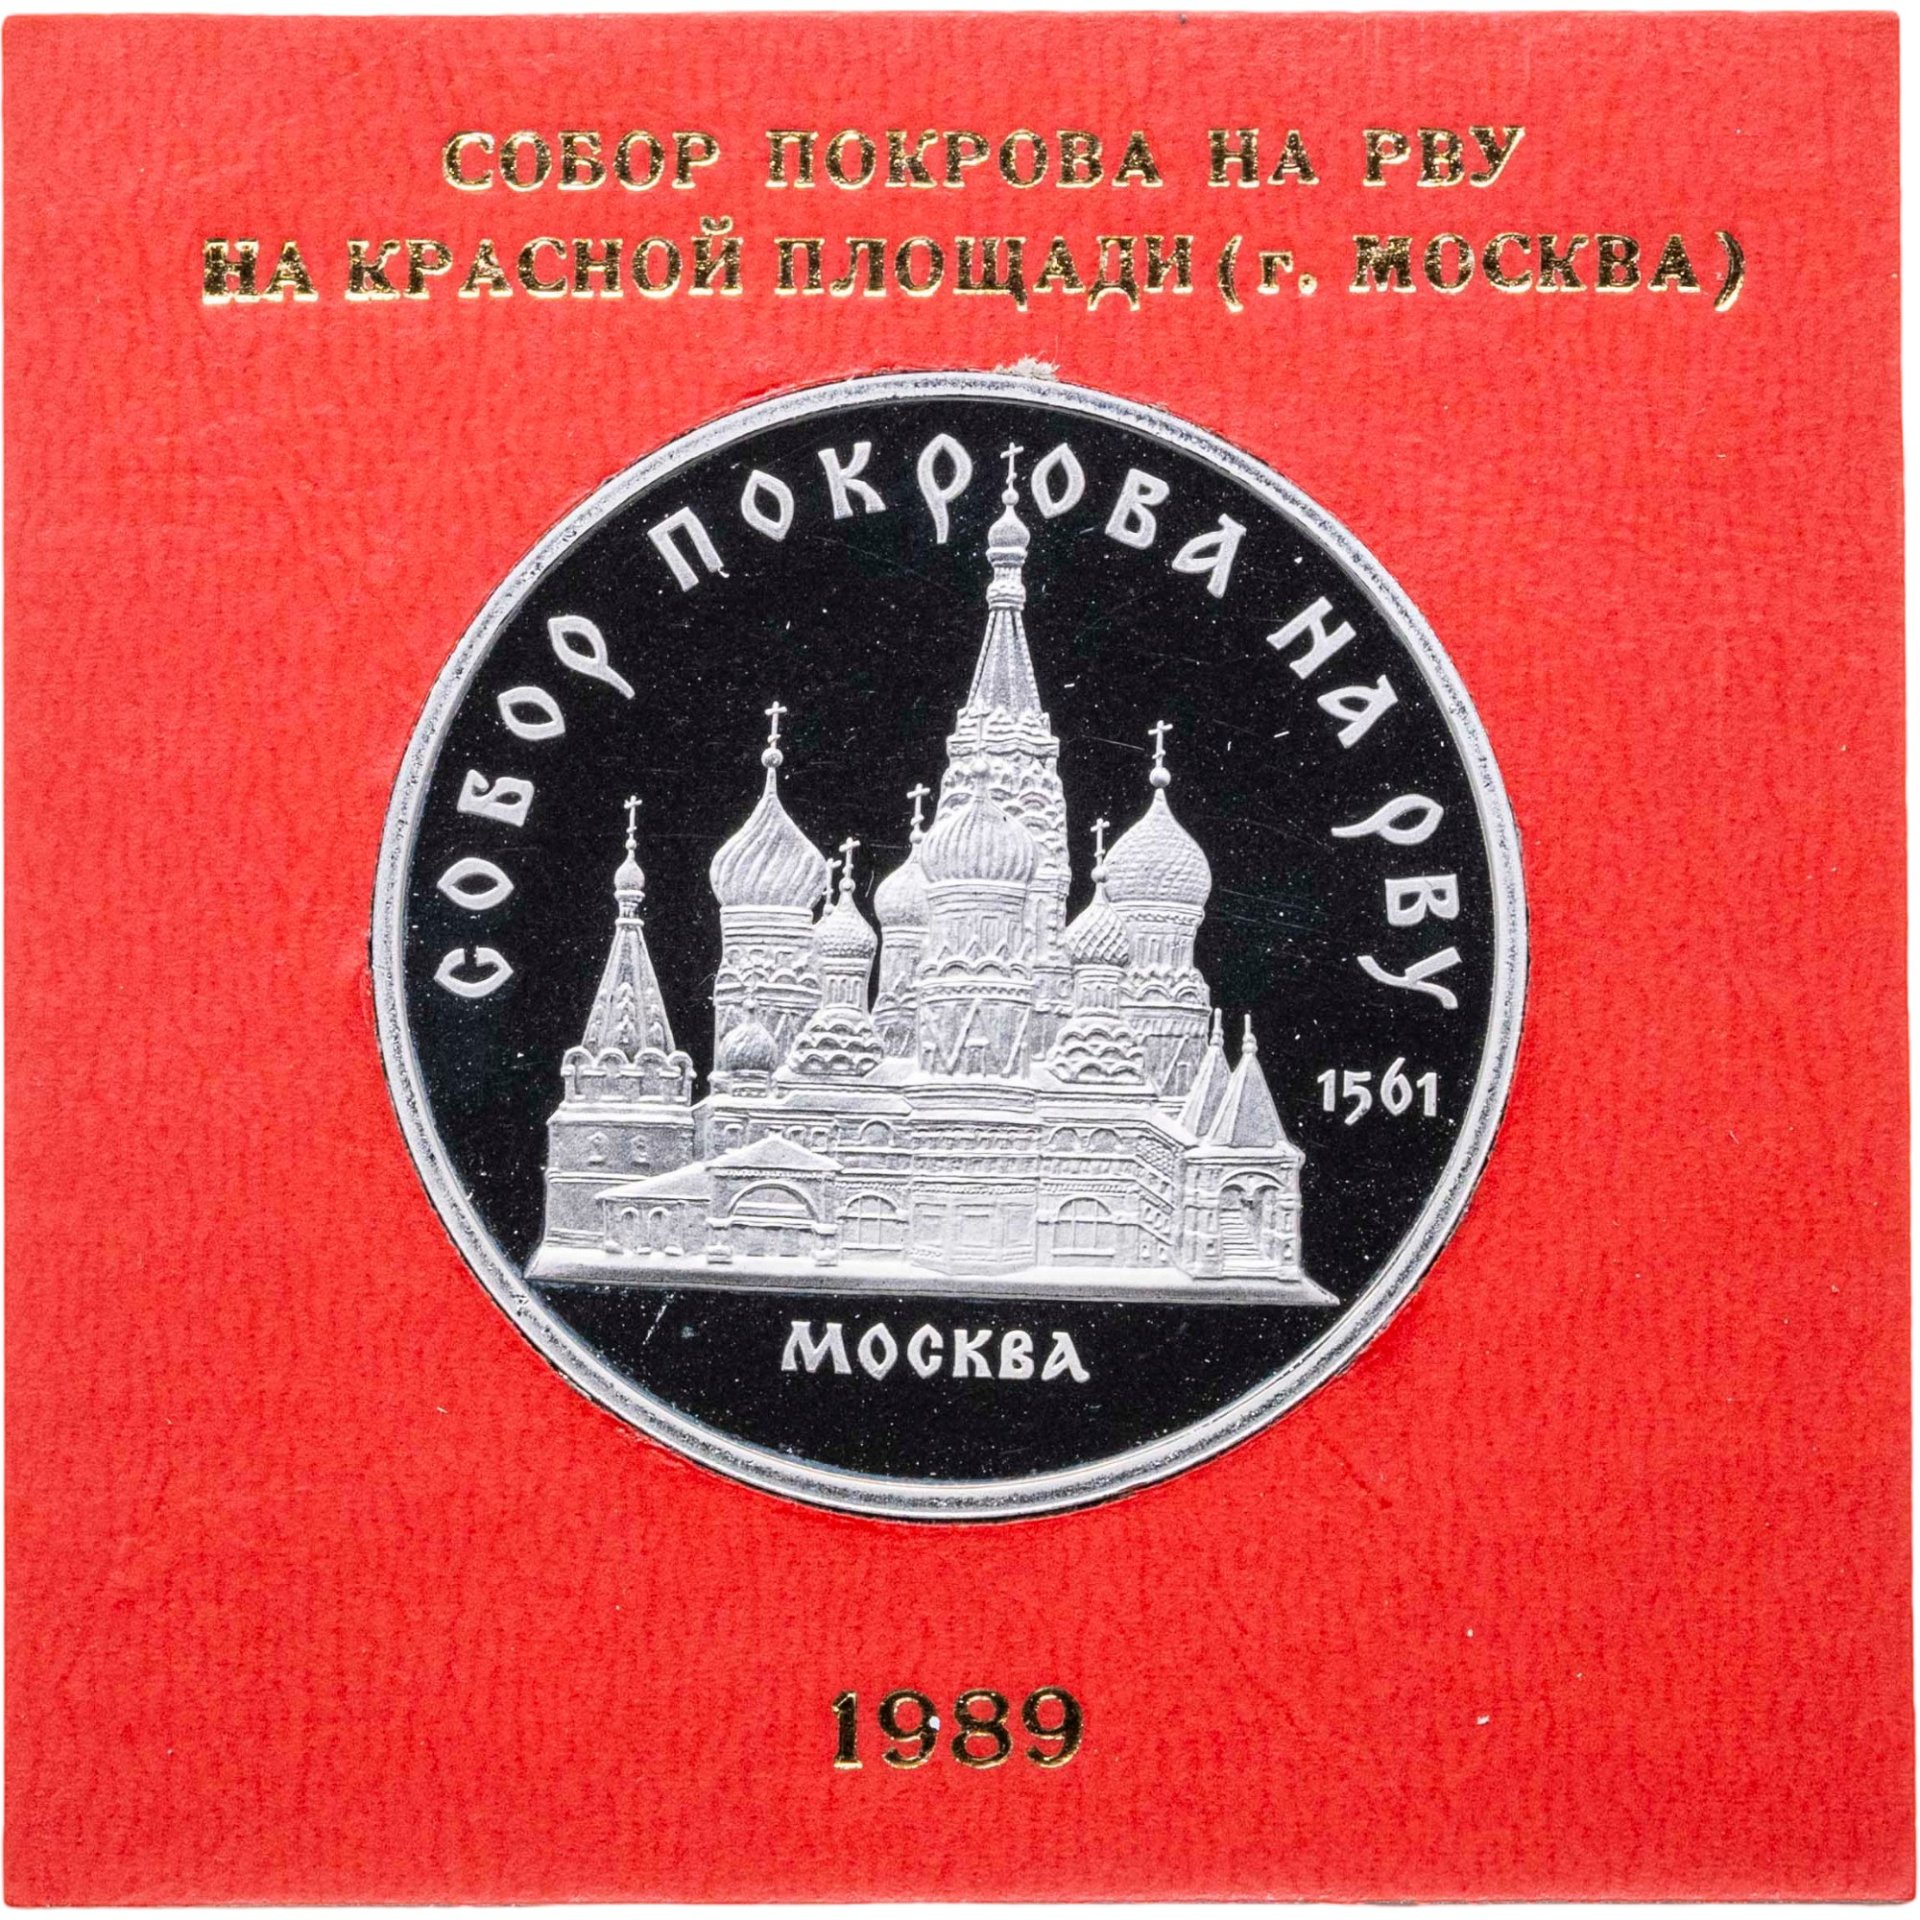 СОБОР ПОКРОВА НА РВУ
НА КРАСНОЙ ПЛОЩАДИ (г. МОСКВА)
СОБОР ПОКРОВА НА РВУ
1561
МОСКВА
1989